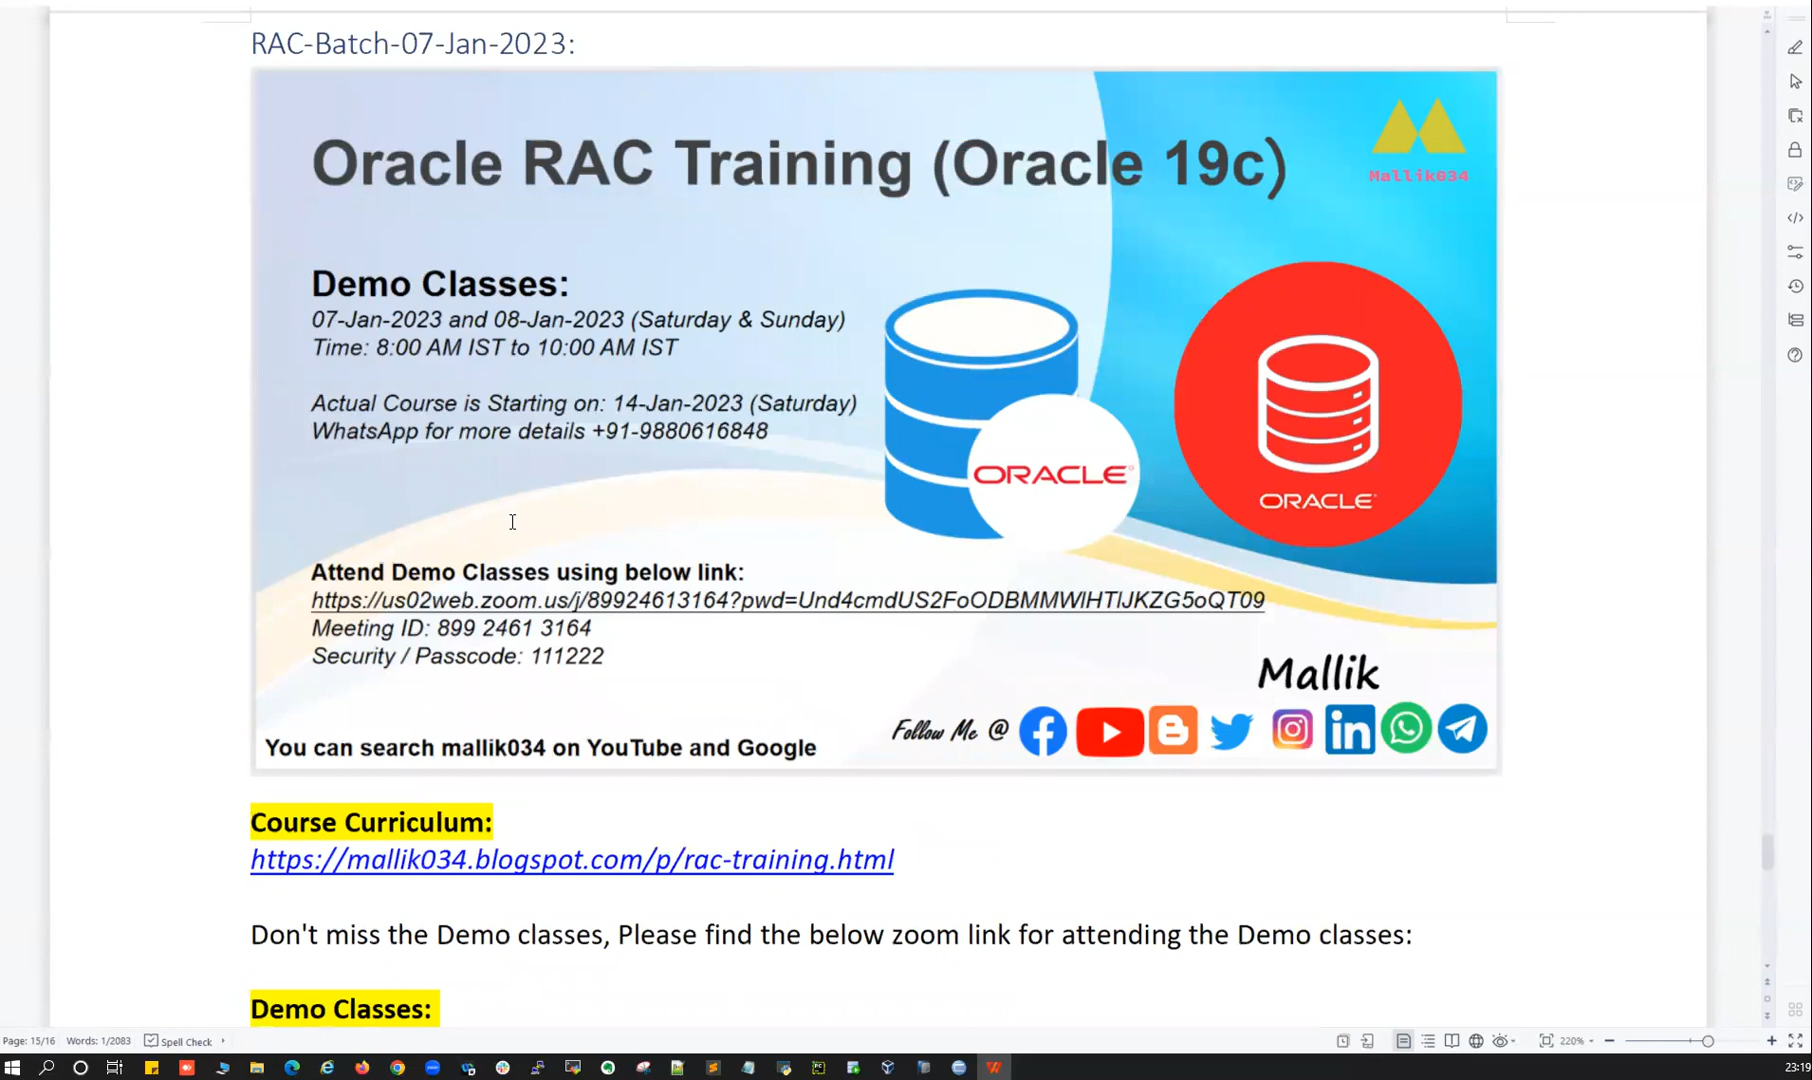 RAC-Batch-07-Jan-2023:
Oracle RAC Training (Oracle 19c)
Mallik034
Demo Classes:
07-Jan-2023 and 08-Jan-2023 (Saturday & Sunday)
Time: 8:00 AM IST to 10:00 AM IST
Actual Course is Starting on: 14-Jan-2023 (Saturday)
WhatsApp for more details +91-9880616848
ORACLE
ORACLE
Attend Demo Classes using below link:
https://us02web.zoom.us/j/89924613164?pwd=Und4cmdUS2FoODBMMWlHTlJKZG5oQT09
Meeting ID: 899 2461 3164
Security / Passcode: 111222
Mallik
Follow Me @
You can search mallik034 on YouTube and Google
Course Curriculum:
https://mallik034.blogspot.com/p/rac-training.html
Don't miss the Demo classes, Please find the below zoom link for attending the Demo classes:
Demo Classes:
Page: 15/16 Words: 1/2083 Spell Check 220%
23:19